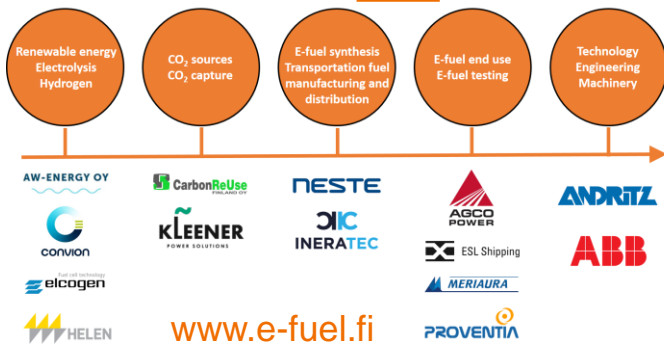 Renewable energy
Electrolysis
Hydrogen
CO₂ sources
CO₂ capture
E-fuel synthesis
Transportation fuel
manufacturing and
distribution
E-fuel end use
E-fuel testing
Technology
Engineering
Machinery
AW-ENERGY OY
CONVION
Fuel cell technology
elcogen
HELEN
CarbonReUse
FINLAND OY
KLEENER
POWER SOLUTIONS
NESTE
INERATEC
AGCO
POWER
ESL Shipping
MERIAURA
PROVENTIA
ANDRITZ
ABB
www.e-fuel.fi